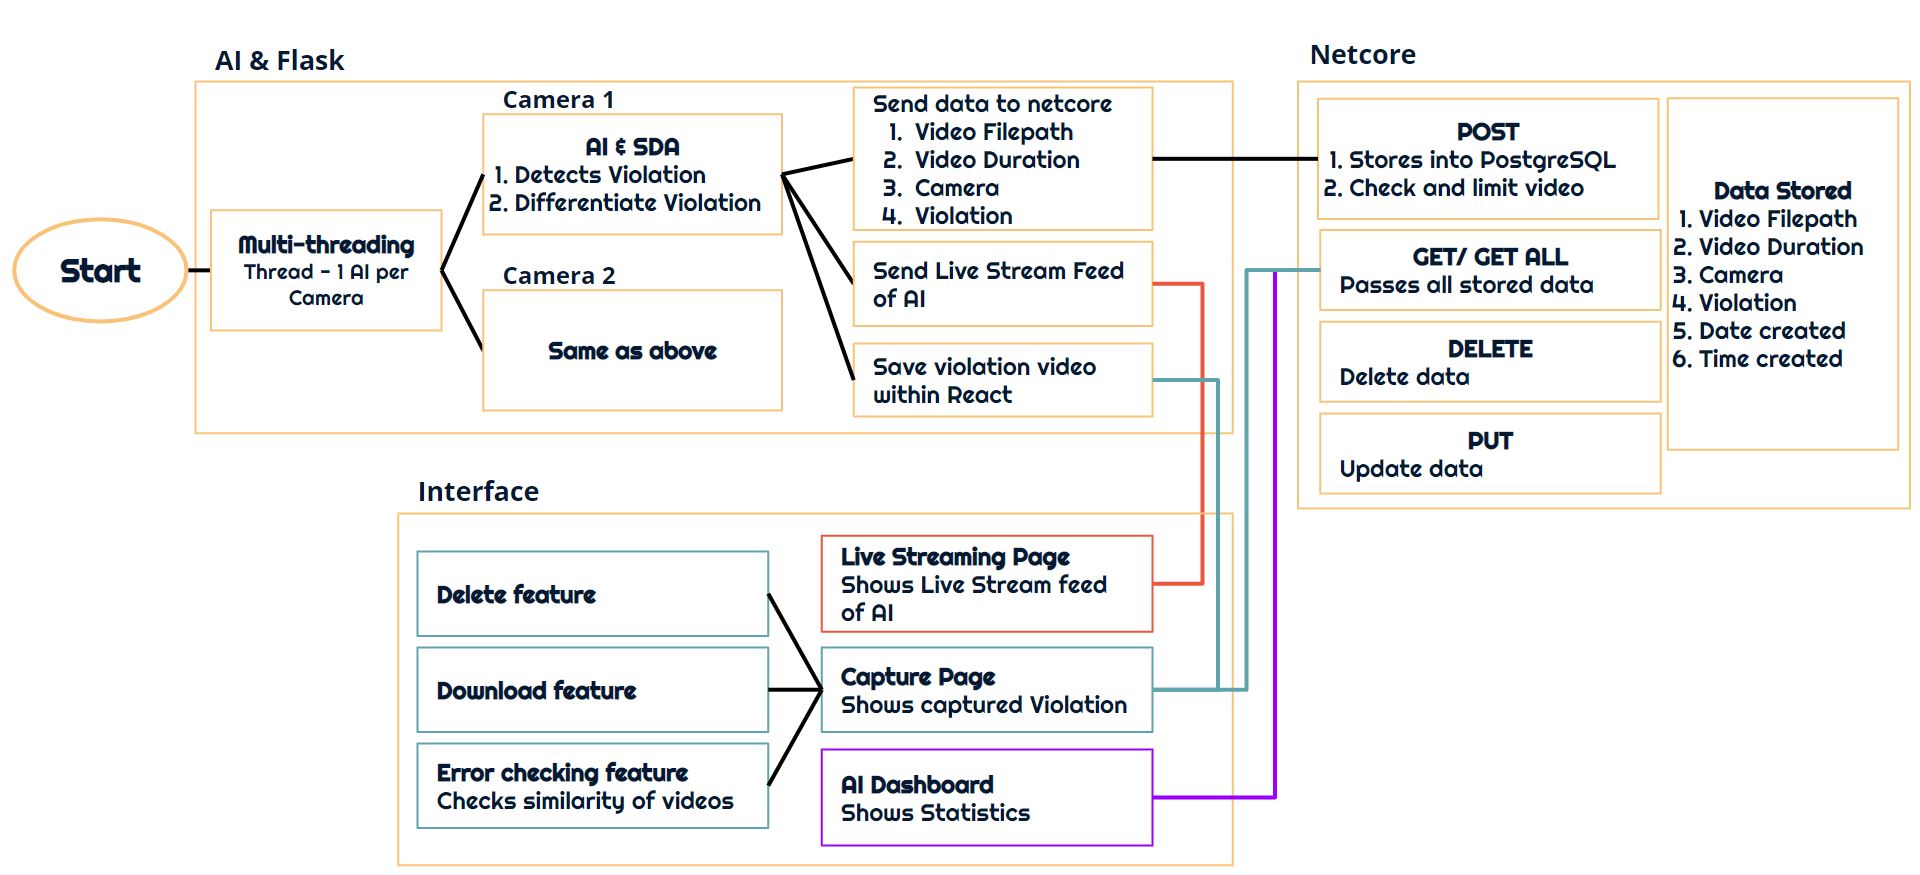 AI & Flask
Start
Multi-threading
Thread - 1 AI per
Camera
Camera 1
AI & SDA
1. Detects Violation
2. Differentiate Violation
Camera 2
Same as above
Send data to netcore
1. Video Filepath
2. Video Duration
3. Camera
4. Violation
Send Live Stream Feed
of AI
Save violation video
within React
Netcore
POST
1. Stores into PostgreSQL
2. Check and limit video
GET/ GET ALL
Passes all stored data
DELETE
Delete data
PUT
Update data
Data Stored
1. Video Filepath
2. Video Duration
3. Camera
4. Violation
5. Date created
6. Time created
Interface
Delete feature
Download feature
Error checking feature
Checks similarity of videos
Live Streaming Page
Shows Live Stream feed
of AI
Capture Page
Shows captured Violation
AI Dashboard
Shows Statistics